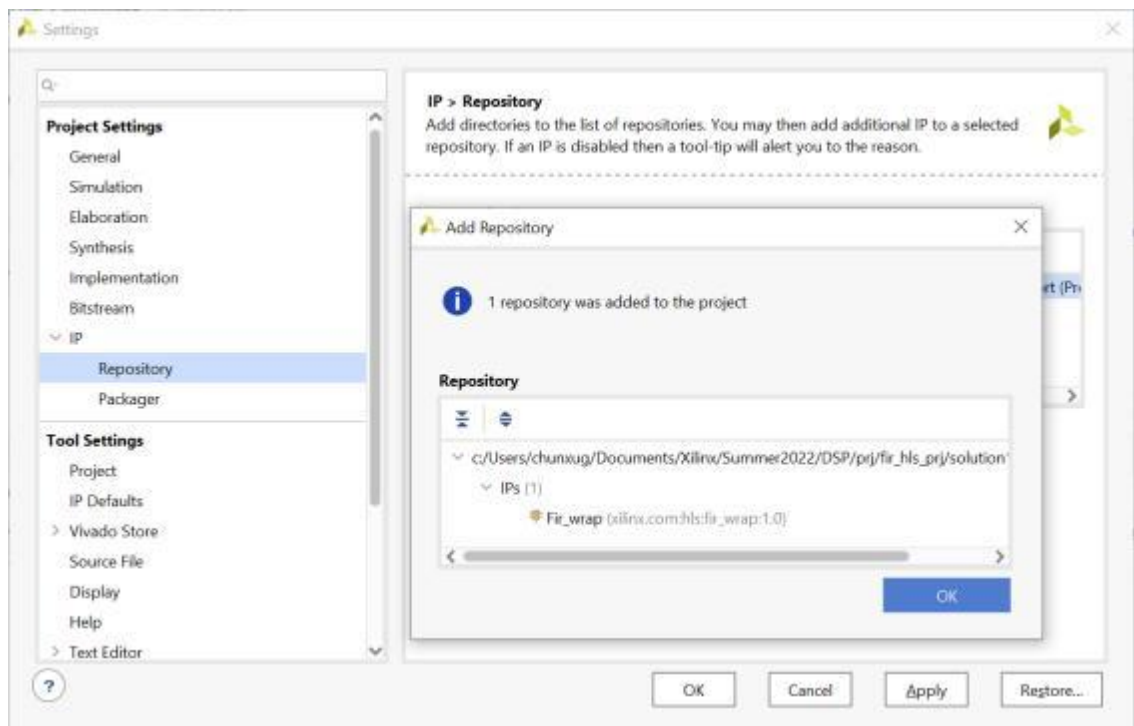 Settings
Project Settings
General
Simulation
Elaboration
Synthesis
Implementation
Bitstream
IP
Repository
Packager
Tool Settings
Project
IP Defaults
Vivado Store
Source File
Display
Help
Text Editor
IP > Repository
Add directories to the list of repositories. You may then add additional IP to a selected
repository. If an IP is disabled then a tool-tip will alert you to the reason.
Add Repository
1 repository was added to the project
Repository
c:/Users/chunxug/Documents/Xilinx/Summer2022/DSP/prj/fir_hls_prj/solution
IPs (1)
Fir_wrap (xilinx.com:hls:fir_wrap:1.0)
OK
?
OK
Cancel
Apply
Restore...